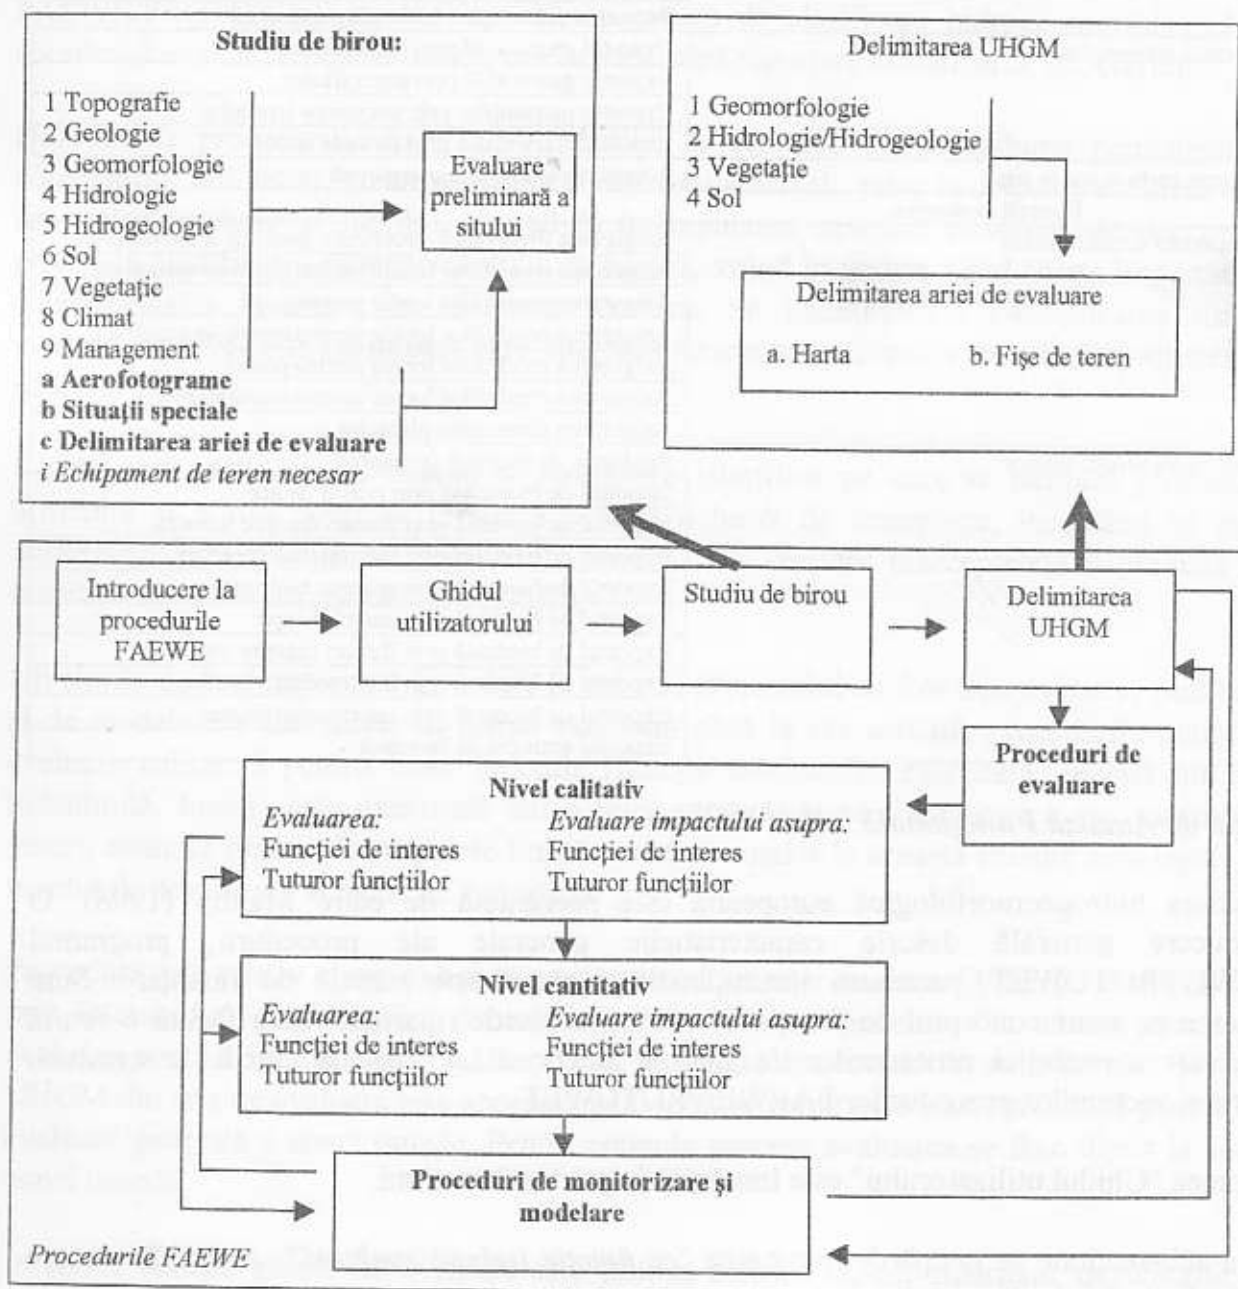 Studiu de birou:
1 Topografie
2 Geologie
3 Geomorfologie
4 Hidrologie
5 Hidrogeologie
6 Sol
7 Vegetație
8 Climat
9 Management
a Aerofotograme
b Situații speciale
c Delimitarea ariei de evaluare
i Echipament de teren necesar
Evaluare
preliminară a
sitului
Delimitarea UHGM
1 Geomorfologie
2 Hidrologie/Hidrogeologie
3 Vegetație
4 Sol
Delimitarea ariei de evaluare
a. Harta
b. Fișe de teren
Introducere la
procedurile
FAEWE
Ghidul
utilizatorului
Studiu de birou
Delimitarea
UHGM
Proceduri de
evaluare
Nivel calitativ
Evaluarea:
Funcției de interes
Tuturor funcțiilor
Evaluare impactului asupra:
Funcției de interes
Tuturor funcțiilor
Nivel cantitativ
Evaluarea:
Funcției de interes
Tuturor funcțiilor
Evaluare impactului asupra:
Funcției de interes
Tuturor funcțiilor
Proceduri de monitorizare și
modelare
Procedurile FAEWE